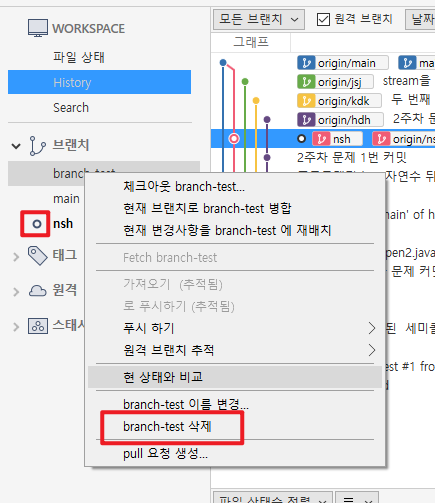 WORKSPACE
파일 상태
History
Search
브랜치
branch-test
main
nsh
태그
원격
스태시
모든 브랜치
원격 브랜치
날짜
그래프
origin/main
ma
origin/jsj
stream을
origin/kdk
두 번째
origin/hdh
2주차 문제
nsh
origin/ns
2주차 문제 1번 커밋
자연수 뒤
main' of h
pen2.java
문제 커밋
된 세미콜
est #1 from
d
체크아웃 branch-test...
현재 브랜치로 branch-test 병합
현재 변경사항을 branch-test 에 재배치
Fetch branch-test
가져오기 (추적됨)
로 푸시하기 (추적됨)
푸시 하기
원격 브랜치 추적
현 상태와 비교
branch-test 이름 변경...
branch-test 삭제
pull 요청 생성...
파일 상태순 정렬